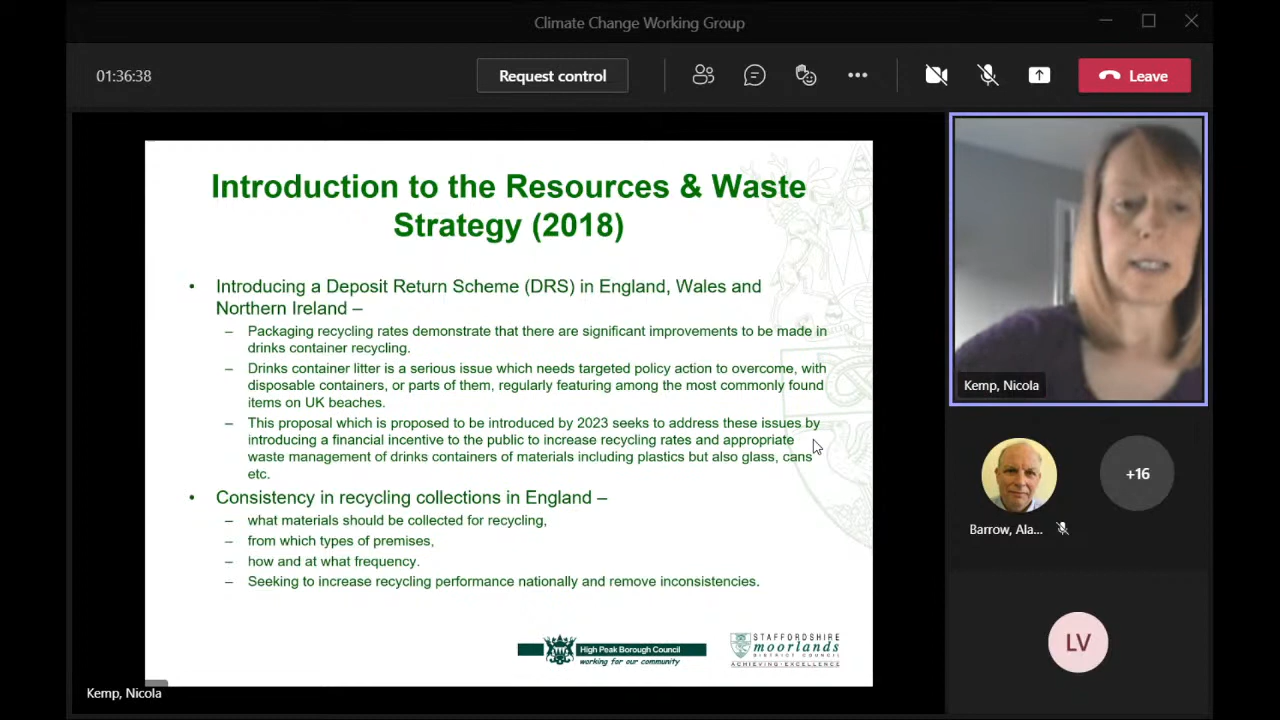 Climate Change Working Group
01:36:38
Request control
Leave
Introduction to the Resources & Waste
Strategy (2018)
• Introducing a Deposit Return Scheme (DRS) in England, Wales and
Northern Ireland –
– Packaging recycling rates demonstrate that there are significant improvements to be made in
drinks container recycling.
– Drinks container litter is a serious issue which needs targeted policy action to overcome, with
disposable containers, or parts of them, regularly featuring among the most commonly found
items on UK beaches.
– This proposal which is proposed to be introduced by 2023 seeks to address these issues by
introducing a financial incentive to the public to increase recycling rates and appropriate
waste management of drinks containers of materials including plastics but also glass, cans
etc.
• Consistency in recycling collections in England –
– what materials should be collected for recycling,
– from which types of premises,
– how and at what frequency.
– Seeking to increase recycling performance nationally and remove inconsistencies.
High Peak Borough Council
working for our community
STAFFORDSHIRE
moorlands
DISTRICT COUNCIL
ACHIEVING EXCELLENCE
Kemp, Nicola
Kemp, Nicola
+16
Barrow, Ala...
LV